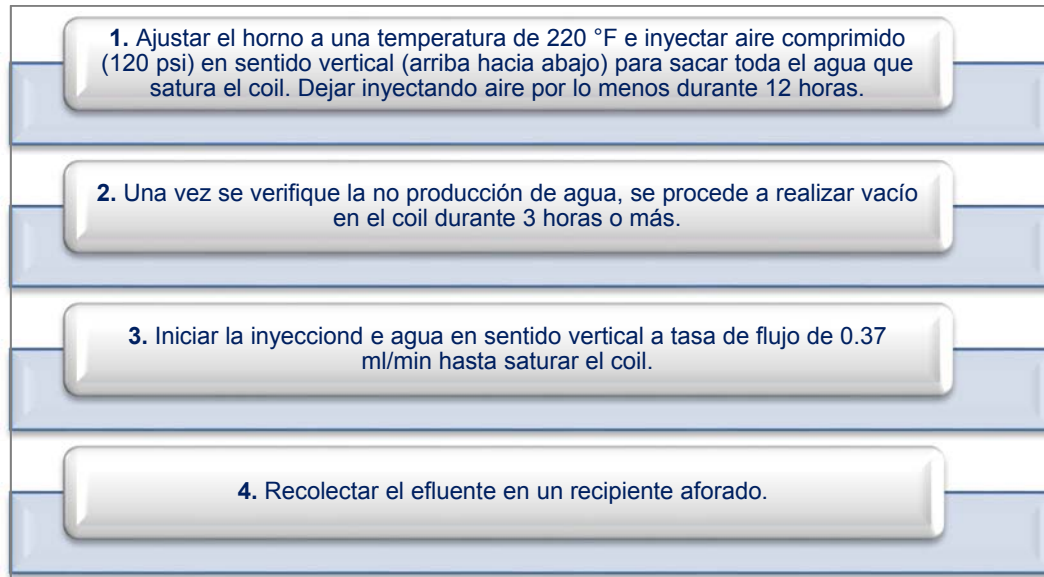 1. Ajustar el horno a una temperatura de 220 °F e inyectar aire comprimido
(120 psi) en sentido vertical (arriba hacia abajo) para sacar toda el agua que
satura el coil. Dejar inyectando aire por lo menos durante 12 horas.
2. Una vez se verifique la no producción de agua, se procede a realizar vacío
en el coil durante 3 horas o más.
3. Iniciar la inyecciond e agua en sentido vertical a tasa de flujo de 0.37
ml/min hasta saturar el coil.
4. Recolectar el efluente en un recipiente aforado.